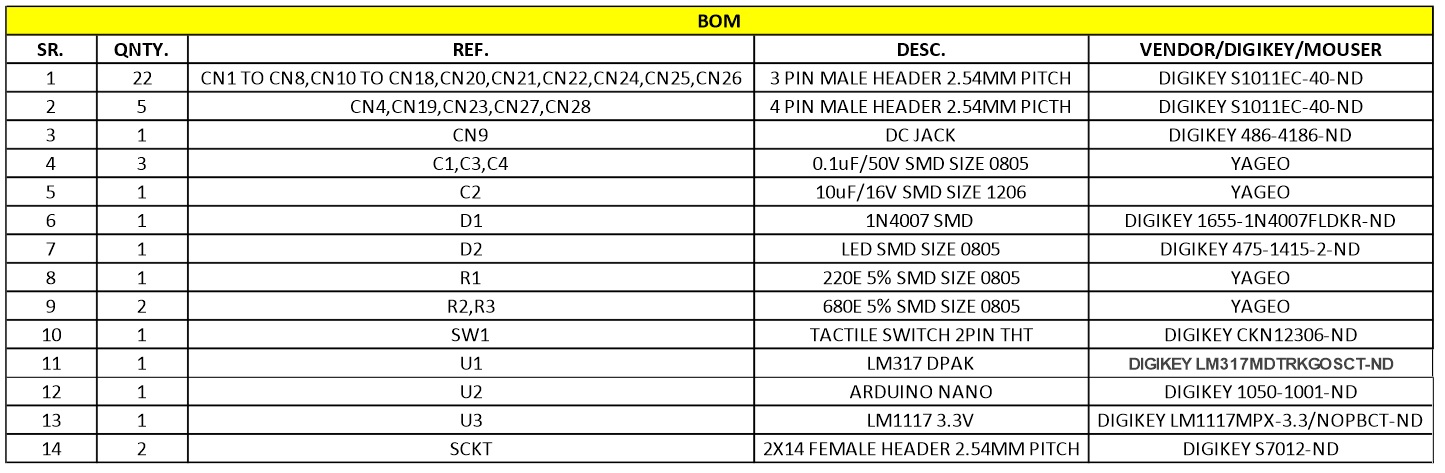 BOM
SR. QNTY. REF. DESC. VENDOR/DIGIKEY/MOUSER
1 22 CN1 TO CN8,CN10 TO CN18,CN20,CN21,CN22,CN24,CN25,CN26 3 PIN MALE HEADER 2.54MM PITCH DIGIKEY S1011EC-40-ND
2 5 CN4,CN19,CN23,CN27,CN28 4 PIN MALE HEADER 2.54MM PICTH DIGIKEY S1011EC-40-ND
3 1 CN9 DC JACK DIGIKEY 486-4186-ND
4 3 C1,C3,C4 0.1uF/50V SMD SIZE 0805 YAGEO
5 1 C2 10uF/16V SMD SIZE 1206 YAGEO
6 1 D1 1N4007 SMD DIGIKEY 1655-1N4007FLDKR-ND
7 1 D2 LED SMD SIZE 0805 DIGIKEY 475-1415-2-ND
8 1 R1 220E 5% SMD SIZE 0805 YAGEO
9 2 R2,R3 680E 5% SMD SIZE 0805 YAGEO
10 1 SW1 TACTILE SWITCH 2PIN THT DIGIKEY CKN12306-ND
11 1 U1 LM317 DPAK DIGIKEY LM317MDTRKGOSCT-ND
12 1 U2 ARDUINO NANO DIGIKEY 1050-1001-ND
13 1 U3 LM1117 3.3V DIGIKEY LM1117MPX-3.3/NOPBCT-ND
14 2 SCKT 2X14 FEMALE HEADER 2.54MM PITCH DIGIKEY S7012-ND